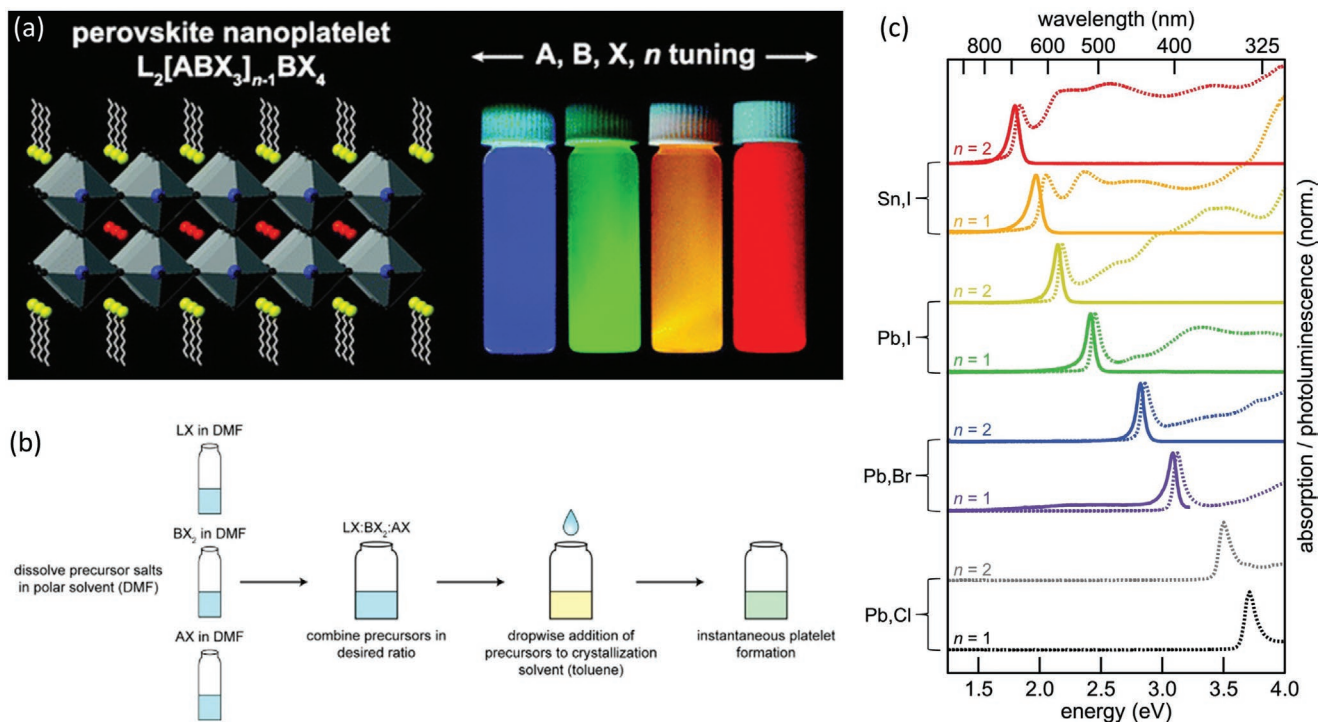 (a)
perovskite nanoplatelet
L₂[ABX₃]ₙ₋₁BX₄
A, B, X, n tuning
(b)
LX in DMF
BX₂ in DMF
AX in DMF
dissolve precursor salts
in polar solvent (DMF)
LX:BX₂:AX
combine precursors in
desired ratio
dropwise addition of
precursors to crystallization
solvent (toluene)
instantaneous platelet
formation
(c)
wavelength (nm)
800 600 500 400 325
n = 2
Sn,I
n = 1
n = 2
Pb,I
n = 1
n = 2
Pb,Br
n = 1
n = 2
Pb,Cl
n = 1
absorption / photoluminescence (norm.)
1.5 2.0 2.5 3.0 3.5 4.0
energy (eV)